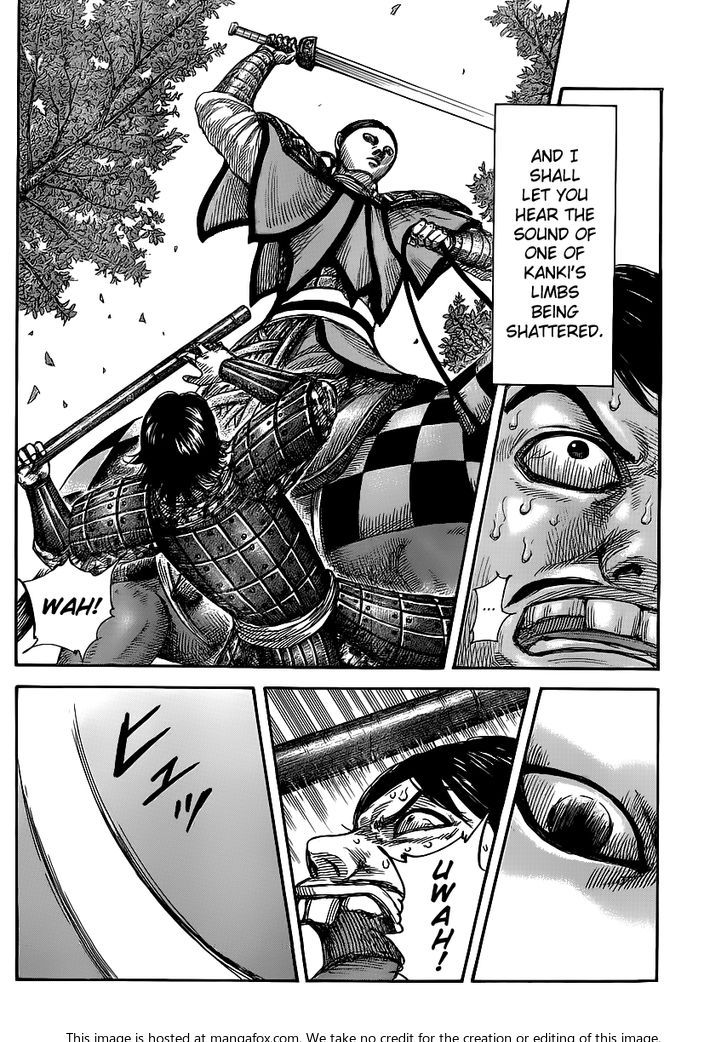 AND I
SHALL
LET YOU
HEAR THE
SOUND OF
ONE OF
KANKI'S
LIMBS
BEING
SHATTERED.
...
WAH!
UWAH!
ヒュッ
This image is hosted at mangafox.com. We take no credit for the creation or editing of this image.